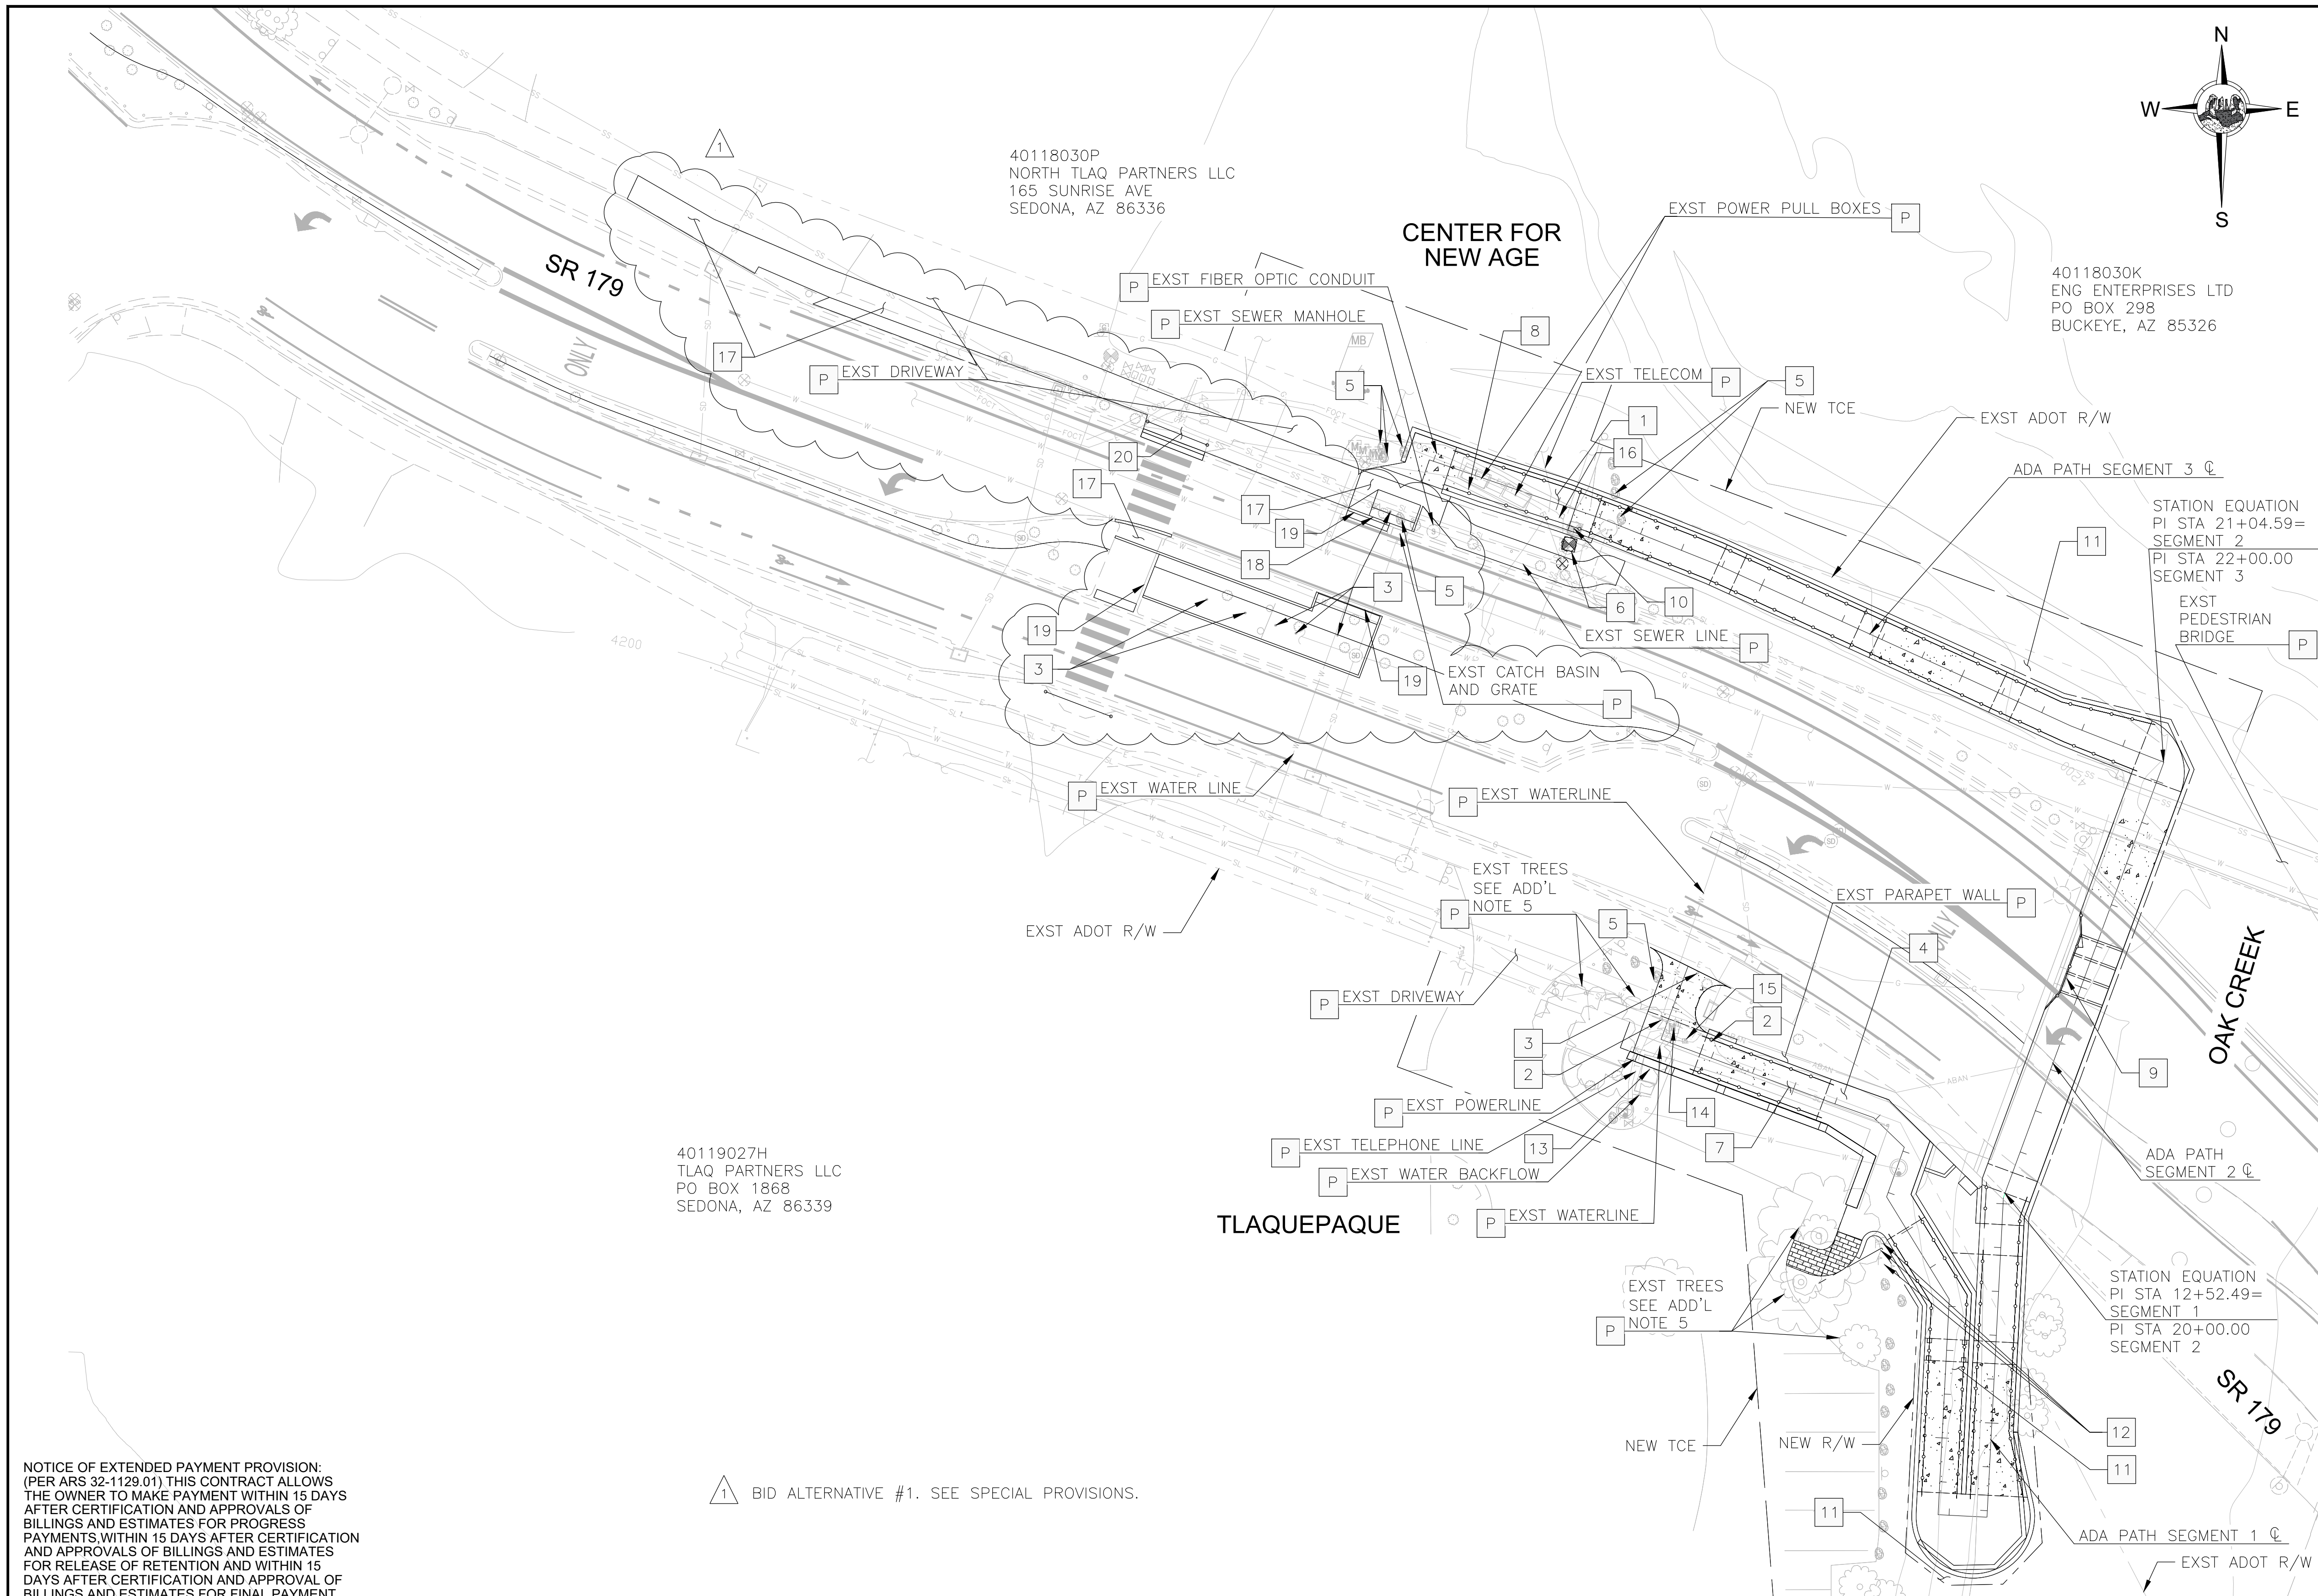 N
W
E
S
1
40118030P
NORTH TLAQ PARTNERS LLC
165 SUNRISE AVE
SEDONA, AZ 86336
CENTER FOR
NEW AGE
EXST POWER PULL BOXES P
40118030K
ENG ENTERPRISES LTD
PO BOX 298
BUCKEYE, AZ 85326
SR 179
P EXST FIBER OPTIC CONDUIT
P EXST SEWER MANHOLE
8
MB
17
P EXST DRIVEWAY
ONLY
5
EXST TELECOM P
5
NEW TCE
1
EXST ADOT R/W
16
20
ADA PATH SEGMENT 3 ℄
17
17
19
18
STATION EQUATION
PI STA 21+04.59=
SEGMENT 2
PI STA 22+00.00
SEGMENT 3
11
3
5
6
10
EXST
PEDESTRIAN
BRIDGE P
19
EXST SEWER LINE P
4200
3
19
EXST CATCH BASIN
AND GRATE P
P EXST WATER LINE
P EXST WATERLINE
EXST TREES
SEE ADD'L
P NOTE 5
EXST PARAPET WALL P
ONLY
5
4
EXST ADOT R/W
P EXST DRIVEWAY
15
2
3
2
OAK CREEK
9
ABAN
ABAN
P EXST POWERLINE
14
P EXST TELEPHONE LINE
13
7
P EXST WATER BACKFLOW
ADA PATH
SEGMENT 2 ℄
40119027H
TLAQ PARTNERS LLC
PO BOX 1868
SEDONA, AZ 86339
TLAQUEPAQUE
P EXST WATERLINE
EXST TREES
SEE ADD'L
P NOTE 5
STATION EQUATION
PI STA 12+52.49=
SEGMENT 1
PI STA 20+00.00
SEGMENT 2
SR 179
NEW TCE
NEW R/W
12
11
11
ADA PATH SEGMENT 1 ℄
EXST ADOT R/W
1 BID ALTERNATIVE #1. SEE SPECIAL PROVISIONS.
NOTICE OF EXTENDED PAYMENT PROVISION:
(PER ARS 32-1129.01) THIS CONTRACT ALLOWS
THE OWNER TO MAKE PAYMENT WITHIN 15 DAYS
AFTER CERTIFICATION AND APPROVALS OF
BILLINGS AND ESTIMATES FOR PROGRESS
PAYMENTS,WITHIN 15 DAYS AFTER CERTIFICATION
AND APPROVALS OF BILLINGS AND ESTIMATES
FOR RELEASE OF RETENTION AND WITHIN 15
DAYS AFTER CERTIFICATION AND APPROVAL OF
BILLINGS AND ESTIMATES FOR FINAL PAYMENT